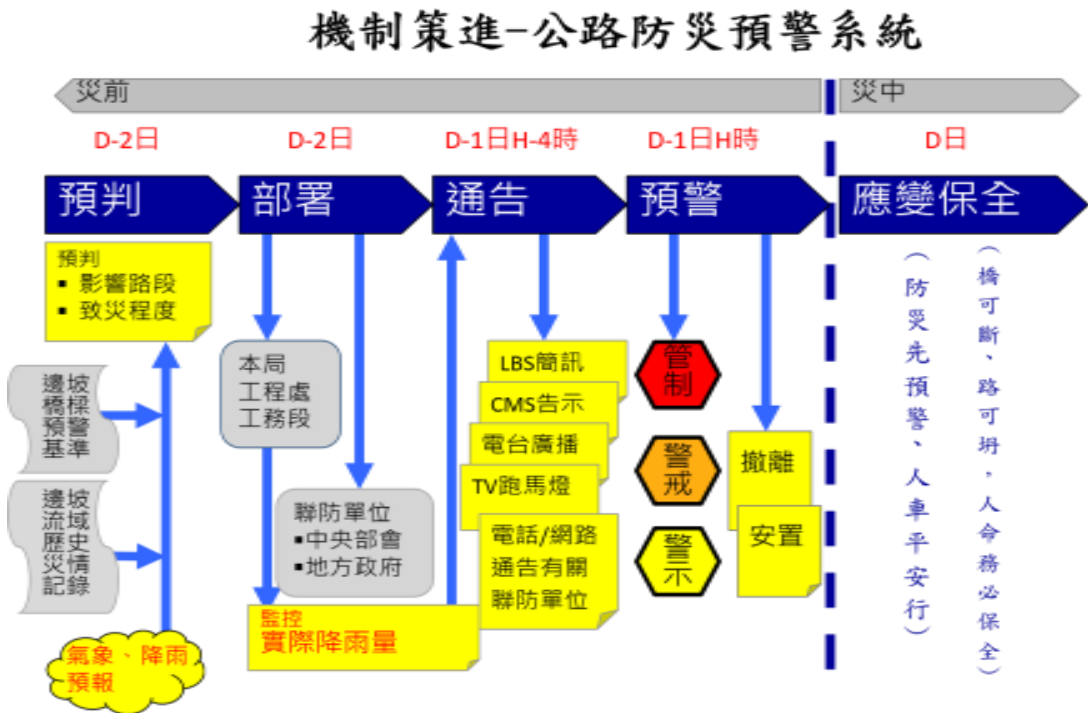 機制策進-公路防災預警系統
災前
災中
D-2日
D-2日
D-1日H-4時
D-1日H時
D日
預判
部署
通告
預警
應變保全
預判
▪ 影響路段
▪ 致災程度
邊坡
橋樑
預警
基準
邊坡
流域
歷史
災情
記錄
氣象、降雨
預報
本局
工程處
工務段
聯防單位
▪中央部會
▪地方政府
監控
實際降雨量
LBS簡訊
CMS告示
電台廣播
TV跑馬燈
電話/網路
通告有關
聯防單位
管制
警戒
警示
撤離
安置
（橋可斷、路可坍，人命務必保全）
（防災先預警、人車平安行）